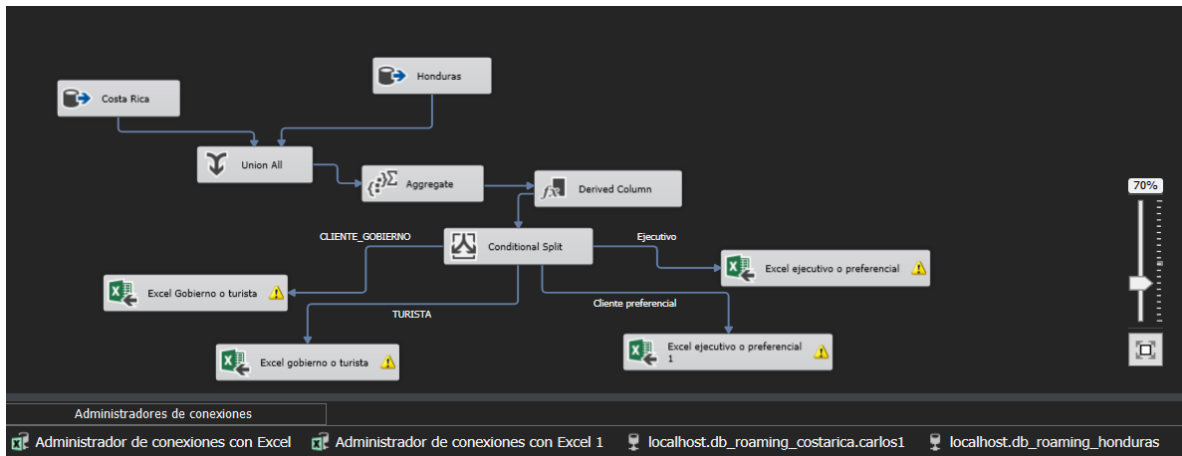 Honduras
Costa Rica
Union All
Aggregate
Derived Column
70%
CLIENTE_GOBIERNO
Conditional Split
Ejecutivo
Excel ejecutivo o preferencial
Excel Gobierno o turista
Cliente preferencial
TURISTA
Excel gobierno o turista
Excel ejecutivo o preferencial
1
Administradores de conexiones
Administrador de conexiones con Excel
Administrador de conexiones con Excel 1
localhost.db_roaming_costarica.carlos1
localhost.db_roaming_honduras